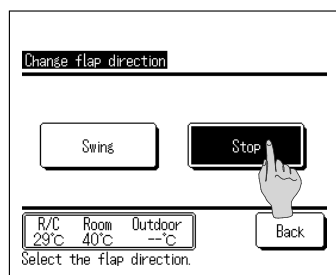 Change flap direction
Swing Stop
R/C Room Outdoor
29°C 40°C --°C
Back
Select the flap direction.